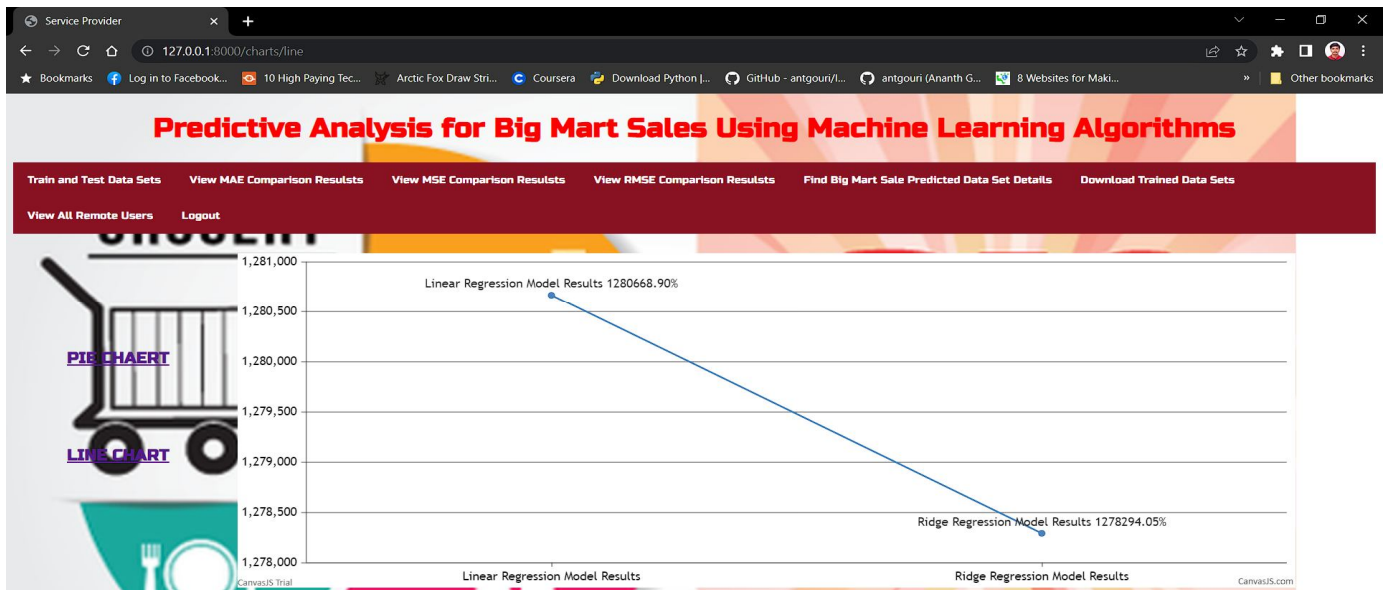 Service Provider
127.0.0.1:8000/charts/line
Bookmarks Log in to Facebook... 10 High Paying Tec... Arctic Fox Draw Stri... Coursera Download Python |... GitHub - antgouri/I... antgouri (Ananth G... 8 Websites for Maki... » Other bookmarks
Predictive Analysis for Big Mart Sales Using Machine Learning Algorithms
Train and Test Data Sets View MAE Comparison Resulsts View MSE Comparison Resulsts View RMSE Comparison Resulsts Find Big Mart Sale Predicted Data Set Details Download Trained Data Sets
View All Remote Users Logout
1,281,000
Linear Regression Model Results 1280668.90%
1,280,500
PIE CHAERT
1,280,000
1,279,500
LINE CHART
1,279,000
1,278,500
Ridge Regression Model Results 1278294.05%
1,278,000
Linear Regression Model Results Ridge Regression Model Results
CanvasJS Trial CanvasJS.com